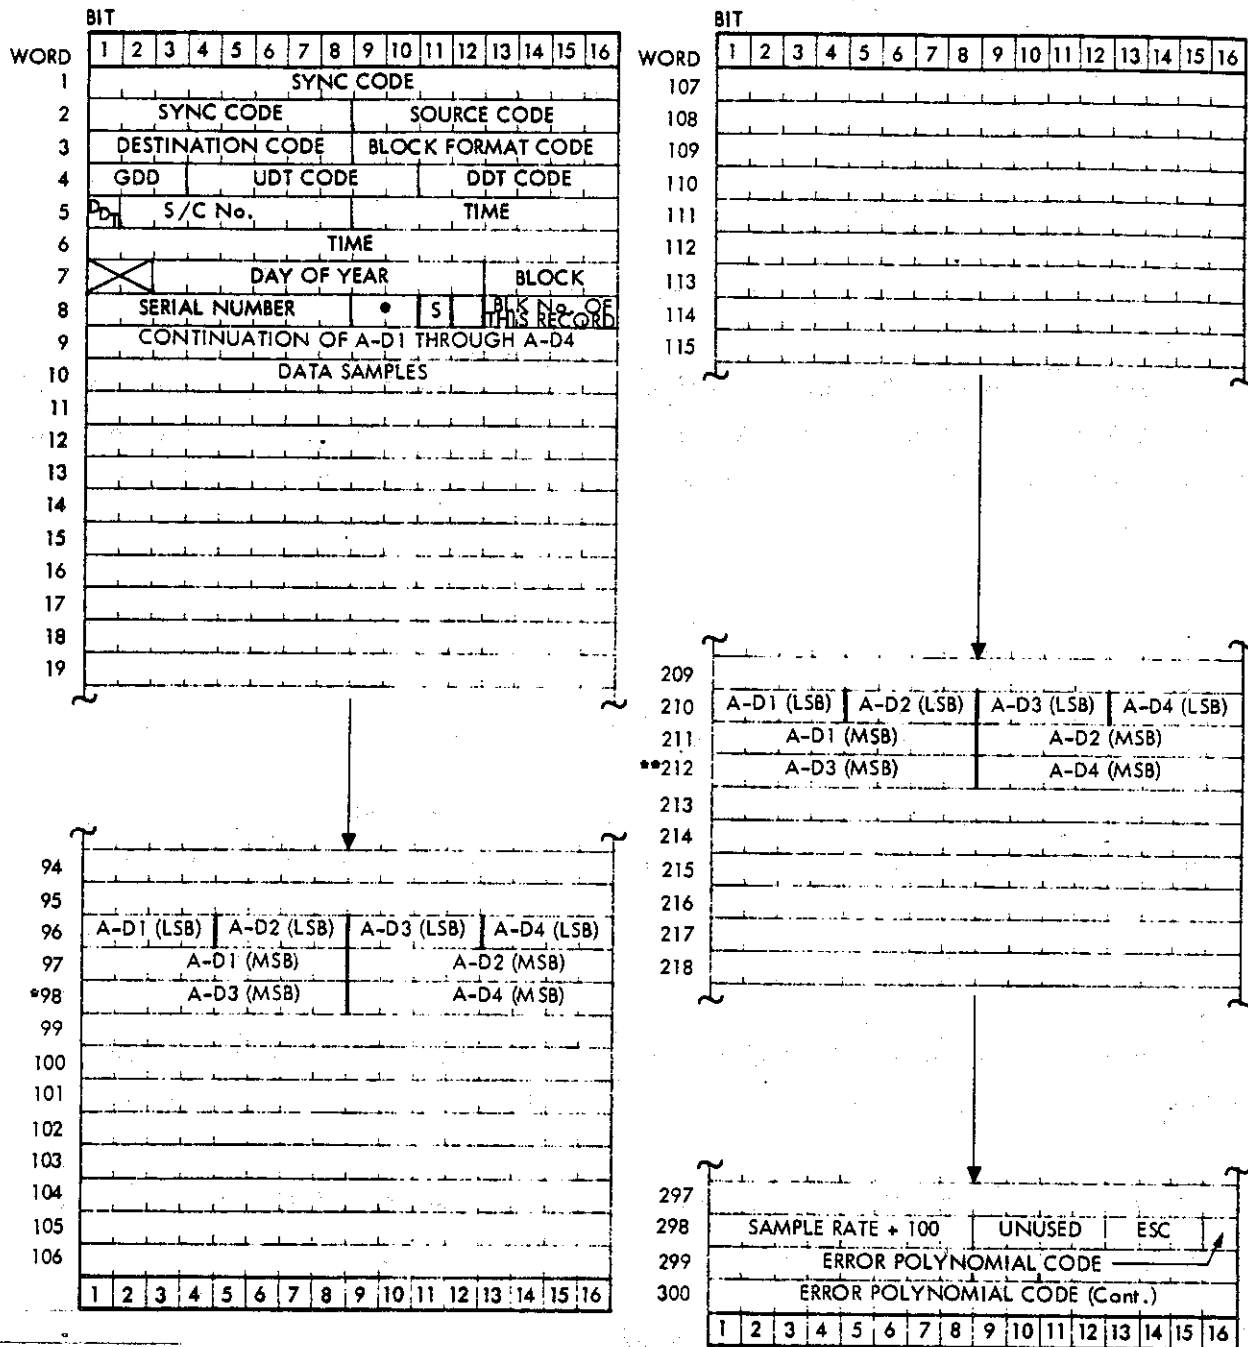 BIT
WORD 1 2 3 4 5 6 7 8 9 10 11 12 13 14 15 16
1 SYNC CODE
2 SYNC CODE SOURCE CODE
3 DESTINATION CODE BLOCK FORMAT CODE
4 GDD UDT CODE DDT CODE
5 DDT S/C No. TIME
6 TIME
7 DAY OF YEAR BLOCK
8 SERIAL NUMBER • S BLK No. OF THIS RECORD
9 CONTINUATION OF A-D1 THROUGH A-D4
10 DATA SAMPLES
11
12
13
14
15
16
17
18
19
94
95
96 A-D1 (LSB) A-D2 (LSB) A-D3 (LSB) A-D4 (LSB)
97 A-D1 (MSB) A-D2 (MSB)
*98 A-D3 (MSB) A-D4 (MSB)
99
100
101
102
103
104
105
106
1 2 3 4 5 6 7 8 9 10 11 12 13 14 15 16
BIT
WORD 1 2 3 4 5 6 7 8 9 10 11 12 13 14 15 16
107
108
109
110
111
112
113
114
115
209
210 A-D1 (LSB) A-D2 (LSB) A-D3 (LSB) A-D4 (LSB)
211 A-D1 (MSB) A-D2 (MSB)
**212 A-D3 (MSB) A-D4 (MSB)
213
214
215
216
217
218
297
298 SAMPLE RATE + 100 UNUSED ESC
299 ERROR POLYNOMIAL CODE
300 ERROR POLYNOMIAL CODE (Cont.)
1 2 3 4 5 6 7 8 9 10 11 12 13 14 15 16